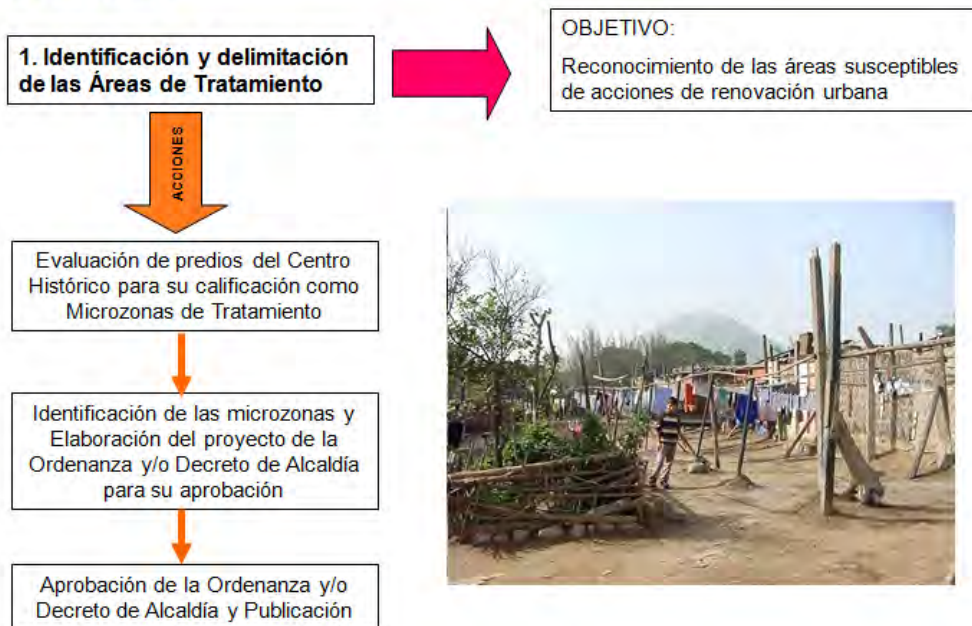 1. Identificación y delimitación
de las Áreas de Tratamiento
OBJETIVO:
Reconocimiento de las áreas susceptibles
de acciones de renovación urbana
ACCIONES
Evaluación de predios del Centro
Histórico para su calificación como
Microzonas de Tratamiento
Identificación de las microzonas y
Elaboración del proyecto de la
Ordenanza y/o Decreto de Alcaldía
para su aprobación
Aprobación de la Ordenanza y/o
Decreto de Alcaldía y Publicación